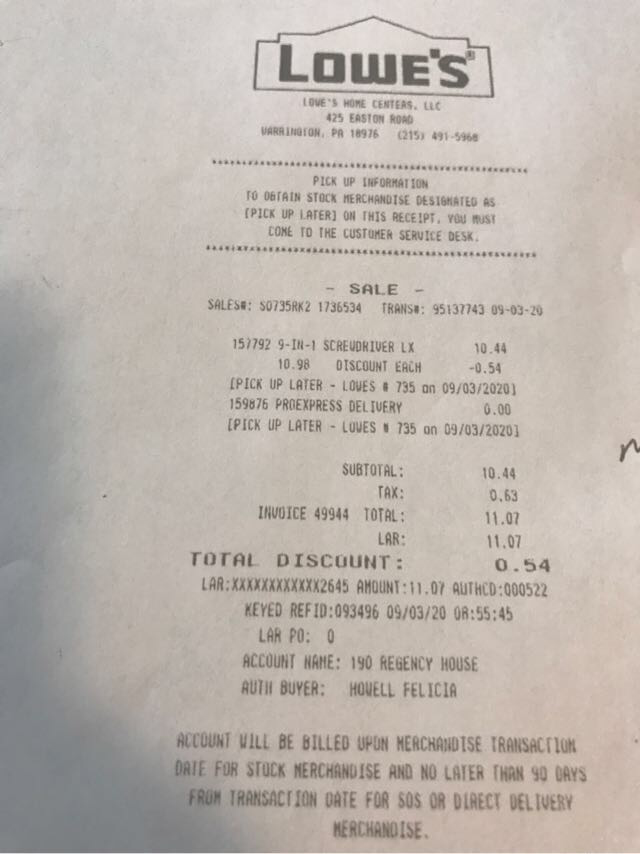 LOWE'S®
LOWE'S HOME CENTERS, LLC
425 EASTON ROAD
WARRINGTON, PA 18976 (215) 491-5968
PICK UP INFORMATION
TO OBTAIN STOCK MERCHANDISE DESIGNATED AS
[PICK UP LATER] ON THIS RECEIPT, YOU MUST
COME TO THE CUSTOMER SERVICE DESK.
- SALE -
SALES#: S0735RK2 1736534 TRANS#: 95137743 09-03-20
157792 9-IN-1 SCREWDRIVER LX 10.44
10.98 DISCOUNT EACH -0.54
[PICK UP LATER - LOWES # 735 on 09/03/2020]
159876 PROEXPRESS DELIVERY 0.00
[PICK UP LATER - LOWES # 735 on 09/03/2020]
SUBTOTAL: 10.44
TAX: 0.63
INVOICE 49944 TOTAL: 11.07
LAR: 11.07
TOTAL DISCOUNT: 0.54
LAR:XXXXXXXXXXXX2645 AMOUNT:11.07 AUTHCD:000522
KEYED REFID:093496 09/03/20 08:55:45
LAR PO: 0
ACCOUNT NAME: 190 REGENCY HOUSE
AUTH BUYER: HOWELL FELICIA
ACCOUNT WILL BE BILLED UPON MERCHANDISE TRANSACTION
DATE FOR STOCK MERCHANDISE AND NO LATER THAN 90 DAYS
FROM TRANSACTION DATE FOR SOS OR DIRECT DELIVERY
MERCHANDISE.